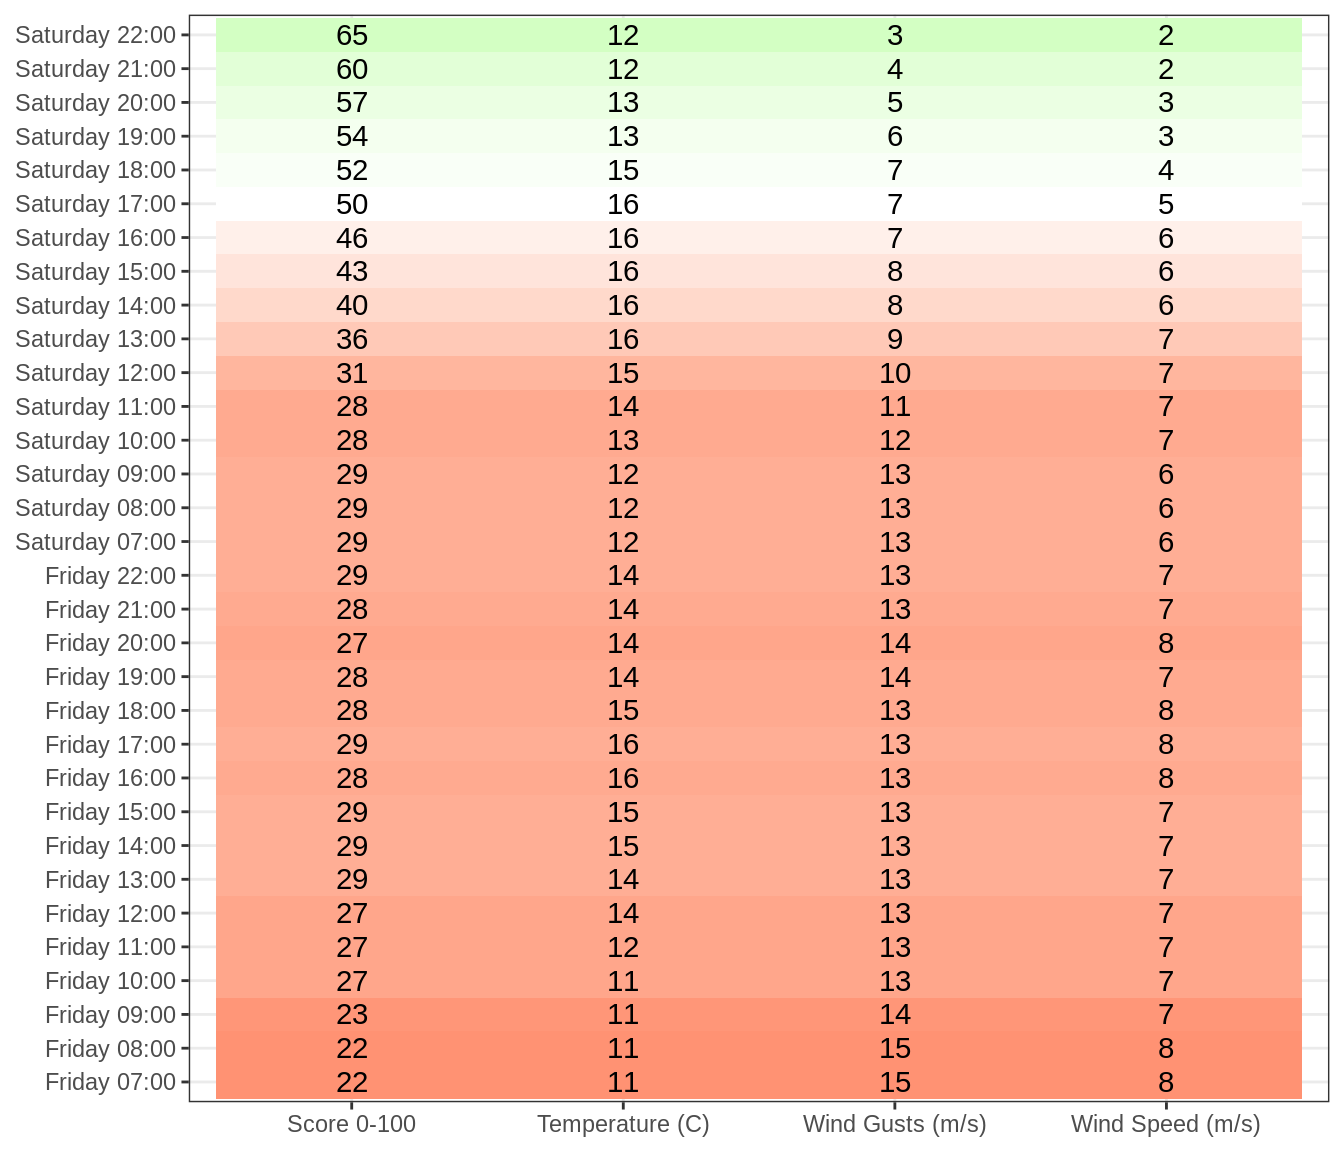 Saturday 22:00 65 12 3 2
Saturday 21:00 60 12 4 2
Saturday 20:00 57 13 5 3
Saturday 19:00 54 13 6 3
Saturday 18:00 52 15 7 4
Saturday 17:00 50 16 7 5
Saturday 16:00 46 16 7 6
Saturday 15:00 43 16 8 6
Saturday 14:00 40 16 8 6
Saturday 13:00 36 16 9 7
Saturday 12:00 31 15 10 7
Saturday 11:00 28 14 11 7
Saturday 10:00 28 13 12 7
Saturday 09:00 29 12 13 6
Saturday 08:00 29 12 13 6
Saturday 07:00 29 12 13 6
Friday 22:00 29 14 13 7
Friday 21:00 28 14 13 7
Friday 20:00 27 14 14 8
Friday 19:00 28 14 14 7
Friday 18:00 28 15 13 8
Friday 17:00 29 16 13 8
Friday 16:00 28 16 13 8
Friday 15:00 29 15 13 7
Friday 14:00 29 15 13 7
Friday 13:00 29 14 13 7
Friday 12:00 27 14 13 7
Friday 11:00 27 12 13 7
Friday 10:00 27 11 13 7
Friday 09:00 23 11 14 7
Friday 08:00 22 11 15 8
Friday 07:00 22 11 15 8
Score 0-100 Temperature (C) Wind Gusts (m/s) Wind Speed (m/s)